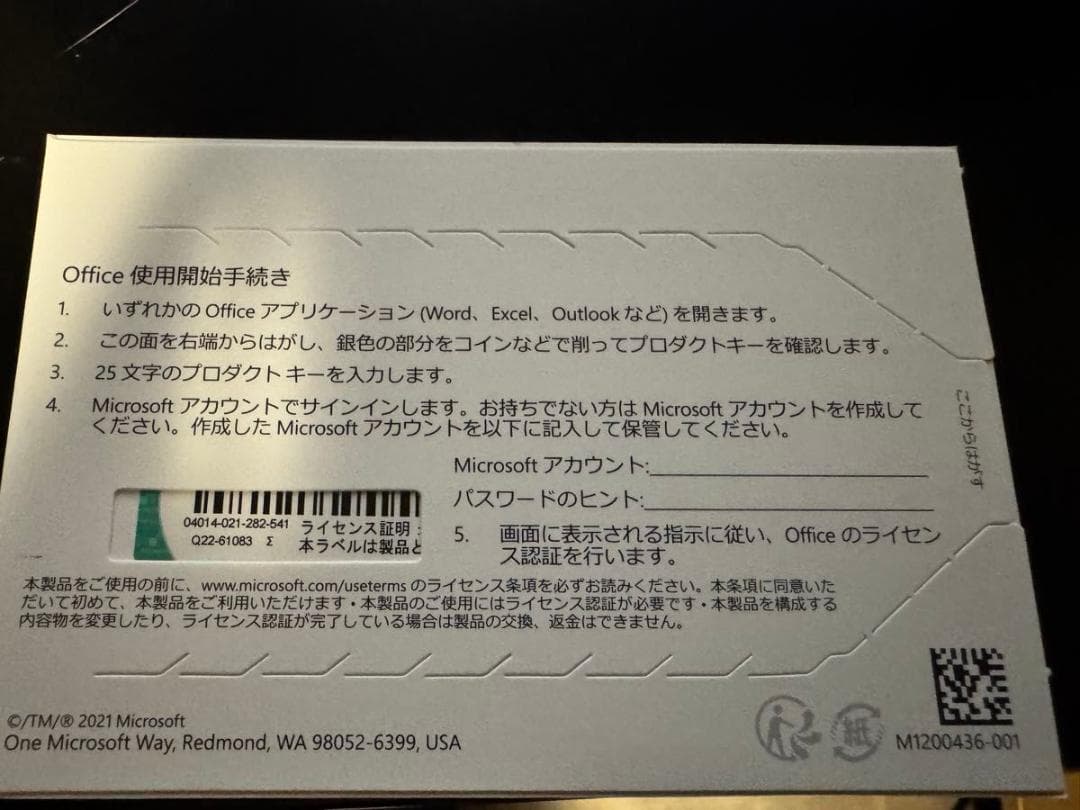 Office 使用開始手続き
1. いずれかの Office アプリケーション (Word、Excel、Outlook など) を開きます。
2. この面を右端からはがし、銀色の部分をコインなどで削ってプロダクトキーを確認します。
3. 25 文字のプロダクト キーを入力します。
4. Microsoft アカウントでサインインします。お持ちでない方は Microsoft アカウントを作成して
ください。作成した Microsoft アカウントを以下に記入して保管してください。
ここからはがす
Microsoft アカウント:
パスワードのヒント:
04014-021-282-541 ライセンス証明:
Q22-61083 Σ 本ラベルは製品と
5. 画面に表示される指示に従い、Office のライセン
ス認証を行います。
本製品をご使用の前に、www.microsoft.com/useterms のライセンス条項を必ずお読みください。本条項に同意いた
だいて初めて、本製品をご利用いただけます・本製品のご使用にはライセンス認証が必要です・本製品を構成する
内容物を変更したり、ライセンス認証が完了している場合は製品の交換、返金はできません。
©/TM/® 2021 Microsoft
One Microsoft Way, Redmond, WA 98052-6399, USA
紙
M1200436-001